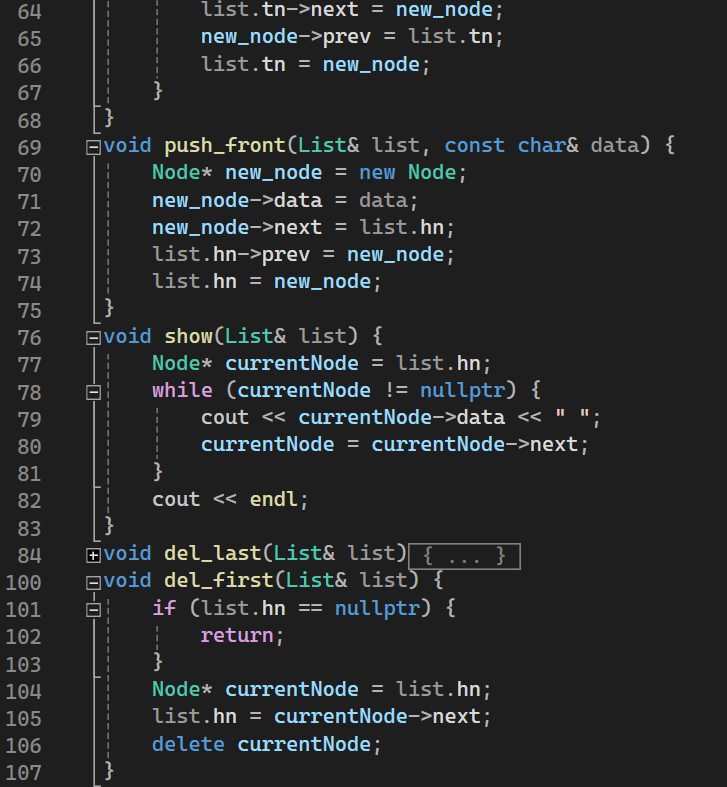 64 list.tn->next = new_node;
65 new_node->prev = list.tn;
66 list.tn = new_node;
67 }
68 }
69 void push_front(List& list, const char& data) {
70 Node* new_node = new Node;
71 new_node->data = data;
72 new_node->next = list.hn;
73 list.hn->prev = new_node;
74 list.hn = new_node;
75 }
76 void show(List& list) {
77 Node* currentNode = list.hn;
78 while (currentNode != nullptr) {
79 cout << currentNode->data << " ";
80 currentNode = currentNode->next;
81 }
82 cout << endl;
83 }
84 void del_last(List& list) { ... }
100 void del_first(List& list) {
101 if (list.hn == nullptr) {
102 return;
103 }
104 Node* currentNode = list.hn;
105 list.hn = currentNode->next;
106 delete currentNode;
107 }